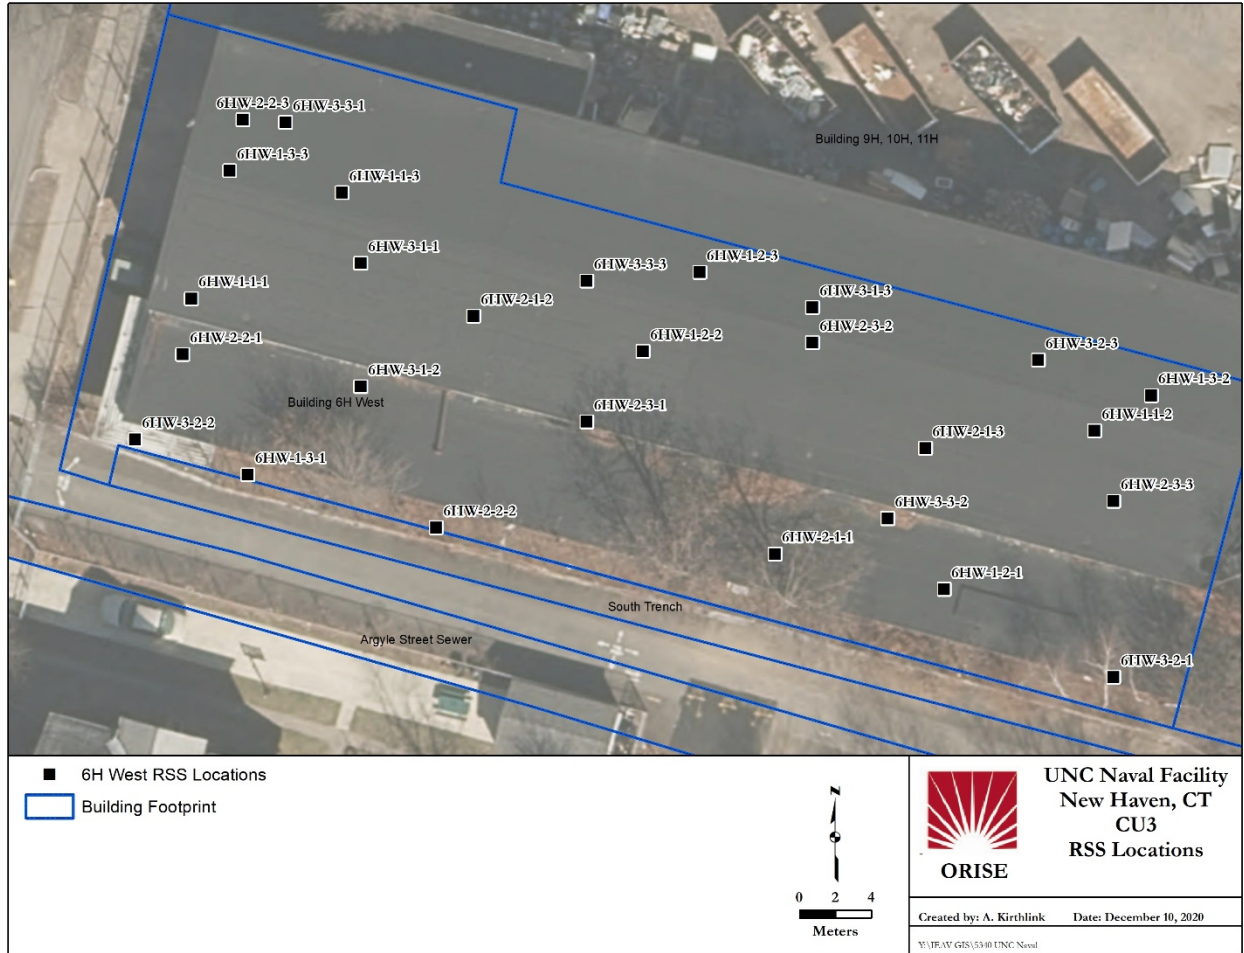 6HW-2-2-3
6HW-3-3-1
Building 9H, 10H, 11H
6HW-1-3-3
6HW-1-1-3
6HW-3-1-1
6HW-3-3-3
6HW-1-2-3
6HW-1-1-1
6HW-2-1-2
6HW-3-1-3
6HW-2-3-2
6HW-2-2-1
6HW-1-2-2
6HW-3-2-3
6HW-3-1-2
6HW-1-3-2
Building 6H West
6HW-2-3-1
6HW-1-1-2
6HW-3-2-2
6HW-2-1-3
6HW-1-3-1
6HW-2-3-3
6HW-3-3-2
6HW-2-2-2
6HW-2-1-1
6HW-1-2-1
South Trench
Argyle Street Sewer
6HW-3-2-1
6H West RSS Locations
Building Footprint
N
0 2 4
Meters
ORISE
UNC Naval Facility
New Haven, CT
CU3
RSS Locations
Created by: A. Kirthlink Date: December 10, 2020
Y:\IEAV GIS\5340 UNC Naval